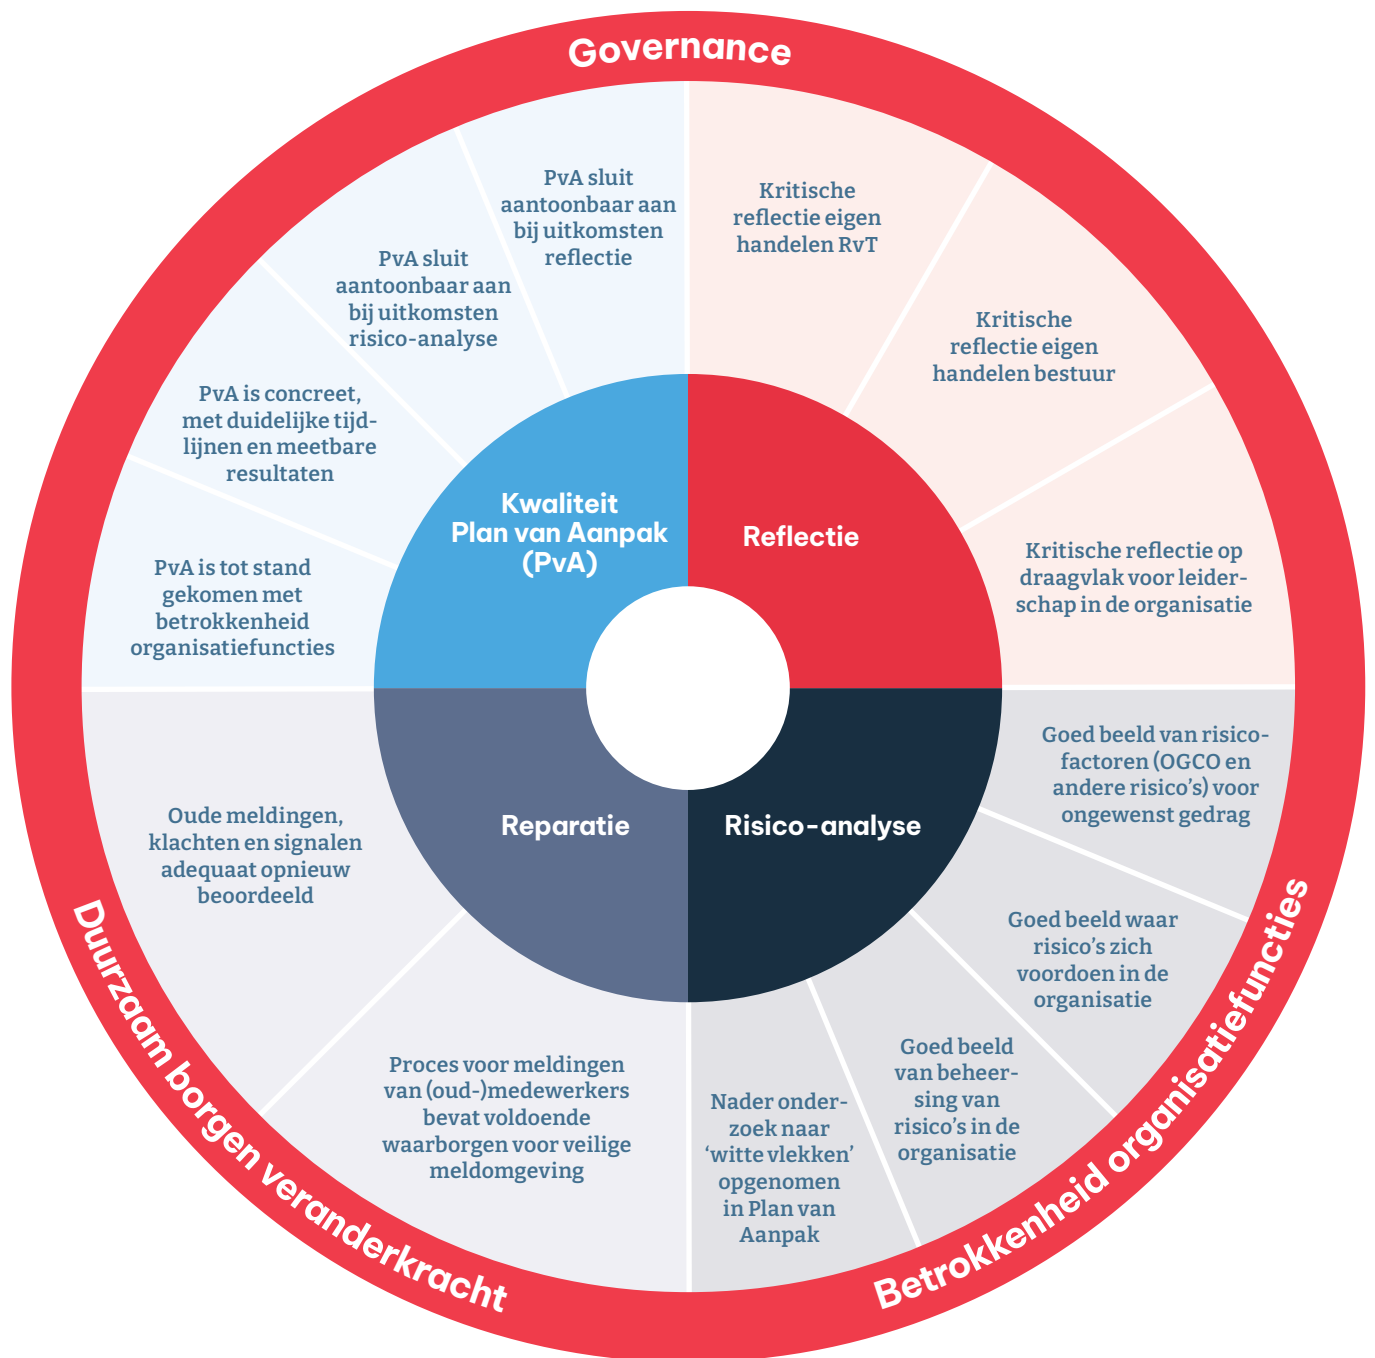 Governance
PvA sluit
aantoonbaar aan
bij uitkomsten
reflectie
Kritische
reflectie eigen
handelen RvT
PvA sluit
aantoonbaar aan
bij uitkomsten
risico-analyse
Kritische
reflectie eigen
handelen bestuur
PvA is concreet,
met duidelijke tijd-
lijnen en meetbare
resultaten
Kwaliteit
Plan van Aanpak
(PvA)
Reflectie
Kritische reflectie op
draagvlak voor leider-
schap in de organisatie
PvA is tot stand
gekomen met
betrokkenheid
organisatiefuncties
Goed beeld van risico-
factoren (OGCO en
andere risico’s) voor
ongewenst gedrag
Oude meldingen,
klachten en signalen
adequaat opnieuw
beoordeeld
Reparatie
Risico-analyse
Goed beeld waar
risico’s zich
voordoen in de
organisatie
Goed beeld
van beheer-
sing van
risico’s in de
organisatie
Proces voor meldingen
van (oud-)medewerkers
bevat voldoende
waarborgen voor veilige
meldomgeving
Nader onder-
zoek naar
‘witte vlekken’
opgenomen
in Plan van
Aanpak
Duurzaam borgen veranderkracht
Betrokkenheid organisatiefuncties